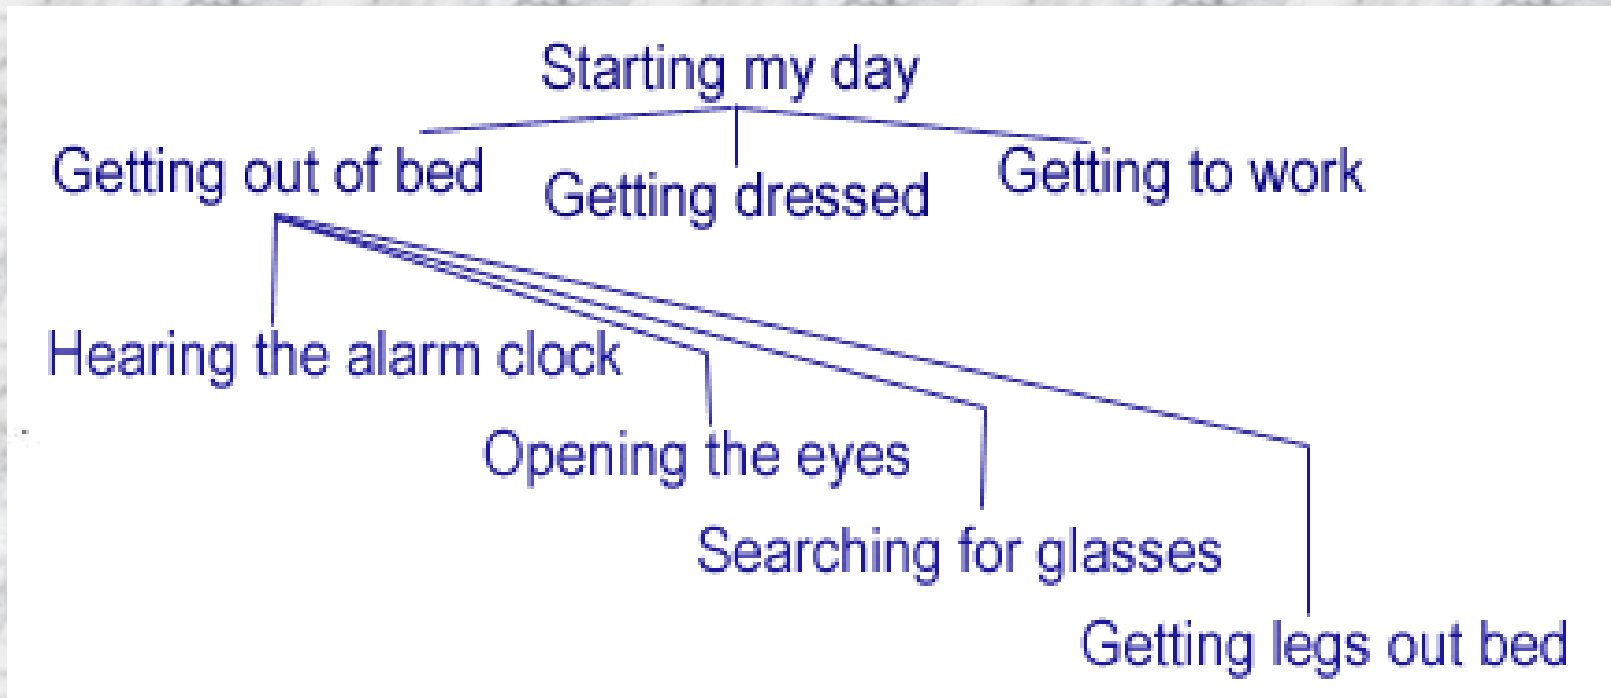 Starting my day
Getting out of bed
Getting dressed
Getting to work
Hearing the alarm clock
Opening the eyes
Searching for glasses
Getting legs out bed